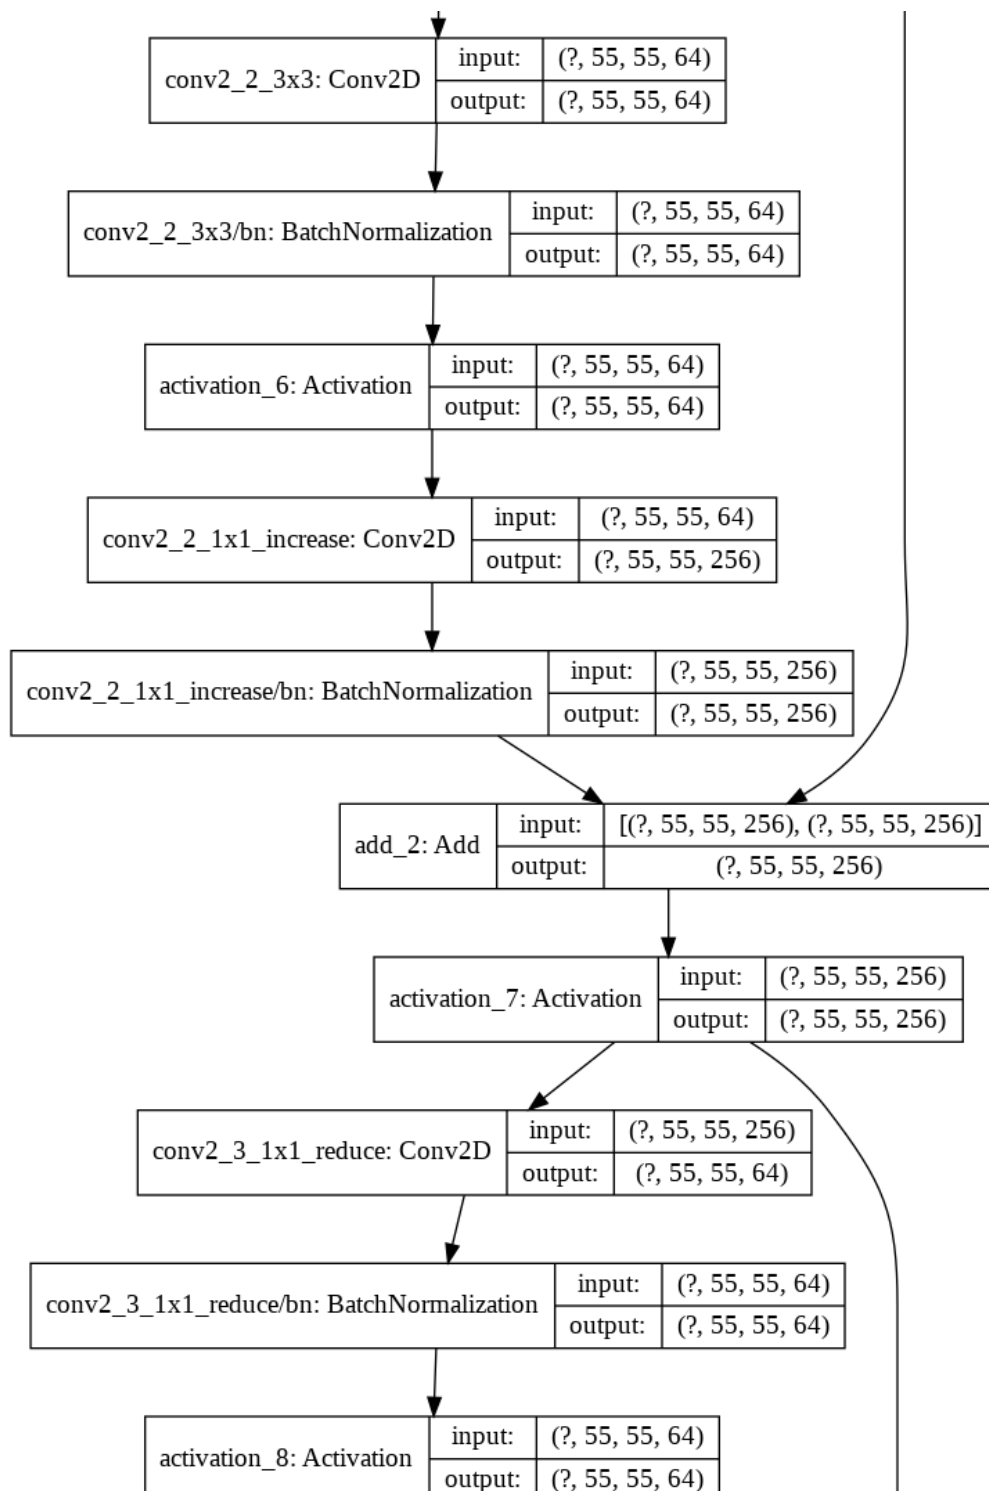 conv2_2_3x3: Conv2D
input: (?, 55, 55, 64)
output: (?, 55, 55, 64)
conv2_2_3x3/bn: BatchNormalization
input: (?, 55, 55, 64)
output: (?, 55, 55, 64)
activation_6: Activation
input: (?, 55, 55, 64)
output: (?, 55, 55, 64)
conv2_2_1x1_increase: Conv2D
input: (?, 55, 55, 64)
output: (?, 55, 55, 256)
conv2_2_1x1_increase/bn: BatchNormalization
input: (?, 55, 55, 256)
output: (?, 55, 55, 256)
add_2: Add
input: [(?, 55, 55, 256), (?, 55, 55, 256)]
output: (?, 55, 55, 256)
activation_7: Activation
input: (?, 55, 55, 256)
output: (?, 55, 55, 256)
conv2_3_1x1_reduce: Conv2D
input: (?, 55, 55, 256)
output: (?, 55, 55, 64)
conv2_3_1x1_reduce/bn: BatchNormalization
input: (?, 55, 55, 64)
output: (?, 55, 55, 64)
activation_8: Activation
input: (?, 55, 55, 64)
output: (?, 55, 55, 64)